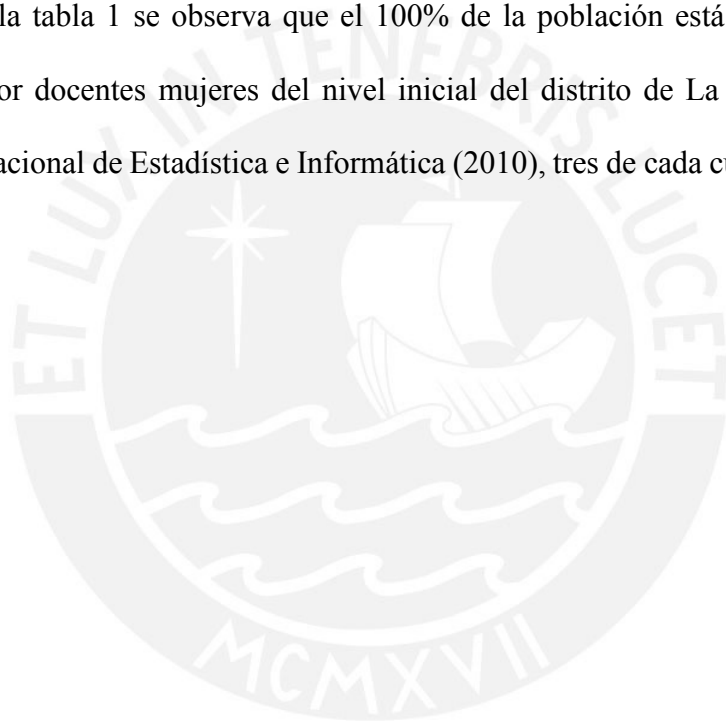 la tabla 1 se observa que el 100% de la población está
or docentes mujeres del nivel inicial del distrito de La
acional de Estadística e Informática (2010), tres de cada
ET LUX IN TENEBRIS LUCET
MCMXVII